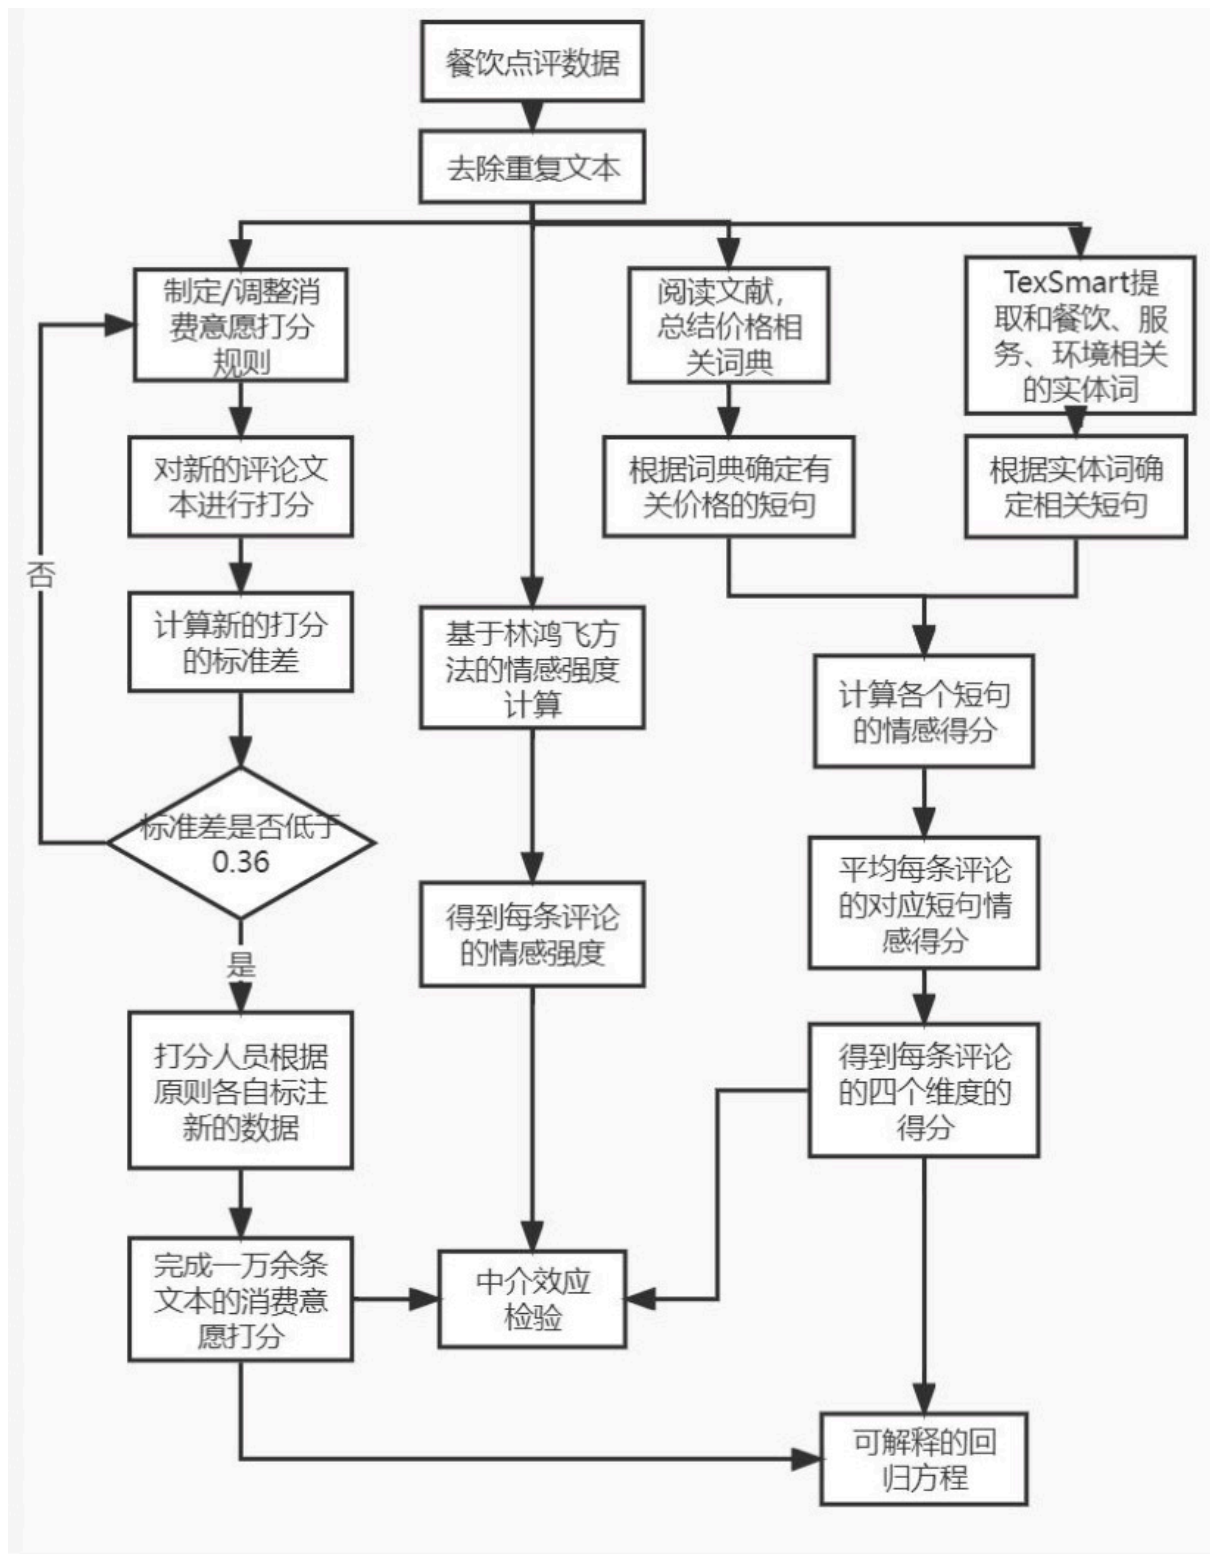 餐饮点评数据
去除重复文本
制定/调整消
费意愿打分
规则
阅读文献，
总结价格相
关词典
TexSmart提
取和餐饮、服
务、环境相关
的实体词
对新的评论文
本进行打分
根据词典确定有
关价格的短句
根据实体词确
定相关短句
否
计算新的打分
的标准差
基于林鸿飞方
法的情感强度
计算
计算各个短句
的情感得分
标准差是否低于
0.36
平均每条评论
的对应短句情
感得分
得到每条评论
的情感强度
是
打分人员根据
原则各自标注
新的数据
得到每条评论
的四个维度的
得分
完成一万余条
文本的消费意
愿打分
中介效应
检验
可解释的回
归方程